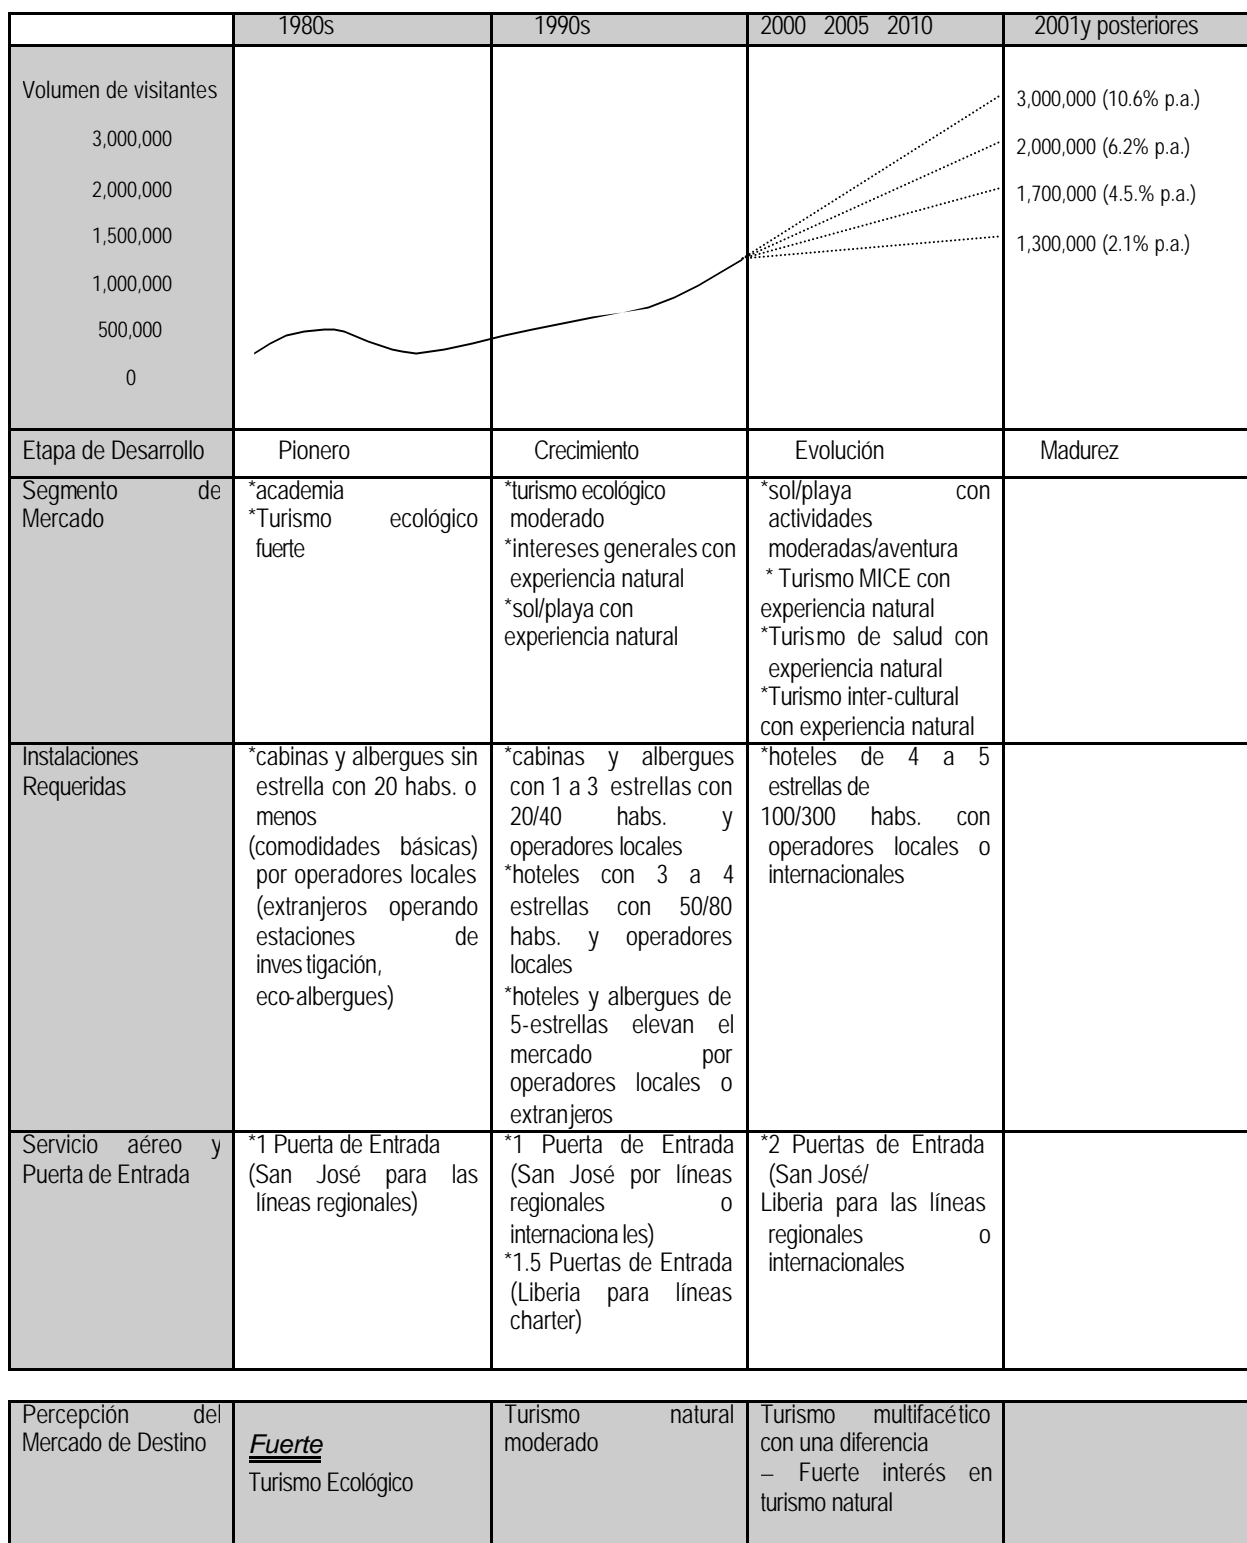 1980s 1990s 2000 2005 2010 2001y posteriores
Volumen de visitantes
3,000,000
2,000,000
1,500,000
1,000,000
500,000
0
3,000,000 (10.6% p.a.)
2,000,000 (6.2% p.a.)
1,700,000 (4.5.% p.a.)
1,300,000 (2.1% p.a.)
Etapa de Desarrollo Pionero Crecimiento Evolución Madurez
Segmento de
Mercado
*academia
*Turismo ecológico
fuerte
*turismo ecológico
moderado
*intereses generales con
experiencia natural
*sol/playa con
experiencia natural
*sol/playa con
actividades
moderadas/aventura
* Turismo MICE con
experiencia natural
*Turismo de salud con
experiencia natural
*Turismo inter-cultural
con experiencia natural
Instalaciones
Requeridas
*cabinas y albergues sin
estrella con 20 habs. o
menos
(comodidades básicas)
por operadores locales
(extranjeros operando
estaciones de
inves tigación,
eco-albergues)
*cabinas y albergues
con 1 a 3 estrellas con
20/40 habs. y
operadores locales
*hoteles con 3 a 4
estrellas con 50/80
habs. y operadores
locales
*hoteles y albergues de
5-estrellas elevan el
mercado por
operadores locales o
extranjeros
*hoteles de 4 a 5
estrellas de
100/300 habs. con
operadores locales o
internacionales
Servicio aéreo y
Puerta de Entrada
*1 Puerta de Entrada
(San José para las
líneas regionales)
*1 Puerta de Entrada
(San José por líneas
regionales o
internaciona les)
*1.5 Puertas de Entrada
(Liberia para líneas
charter)
*2 Puertas de Entrada
(San José/
Liberia para las líneas
regionales o
internacionales
Percepción del
Mercado de Destino
Fuerte
Turismo Ecológico
Turismo natural
moderado
Turismo multifacético
con una diferencia
– Fuerte interés en
turismo natural